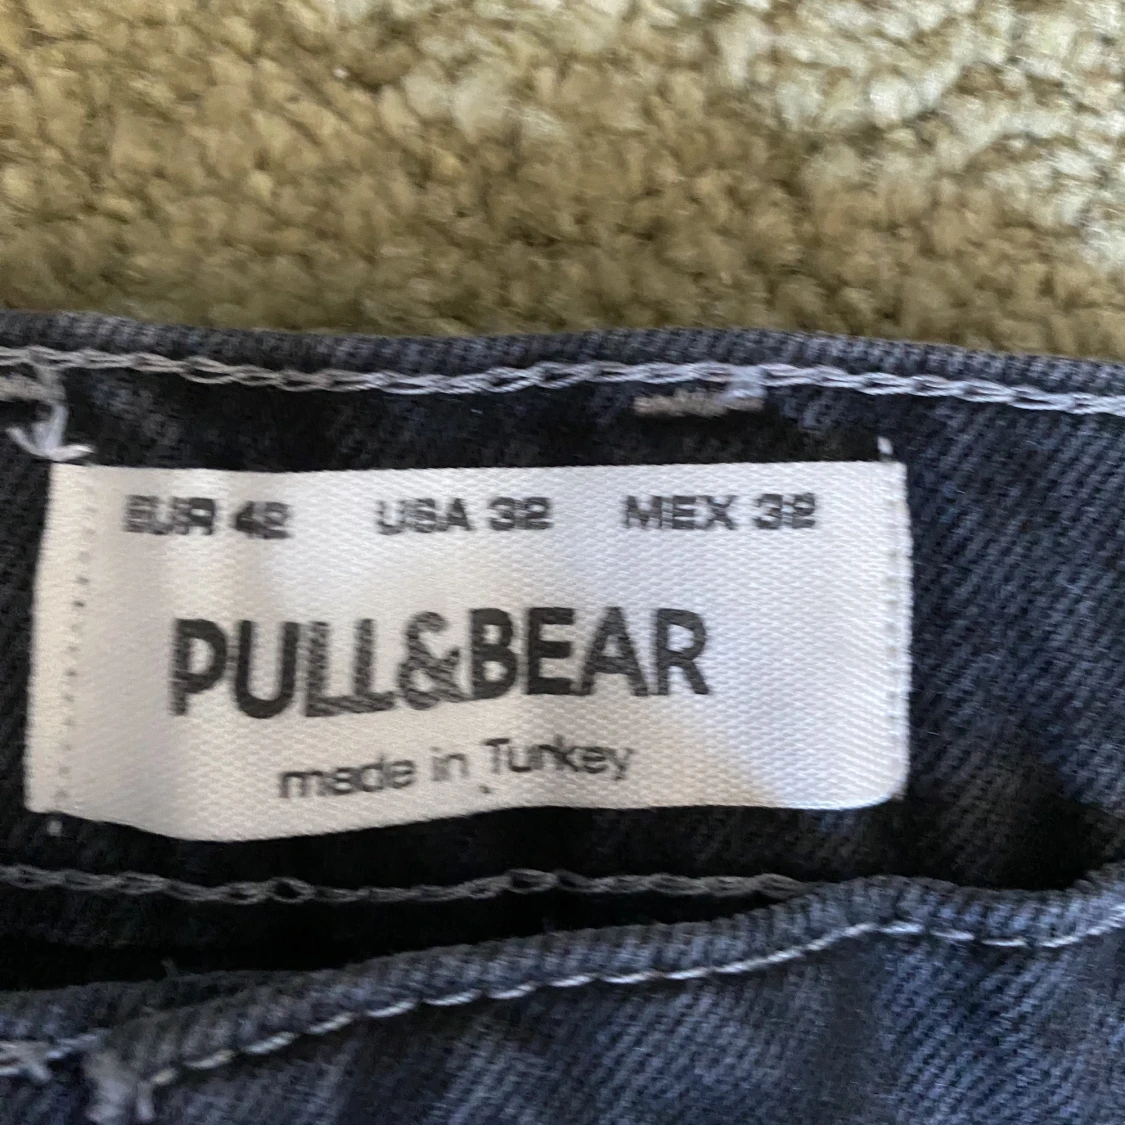 EUR 42 USA 32 MEX 32
PULL&BEAR
made in Turkey